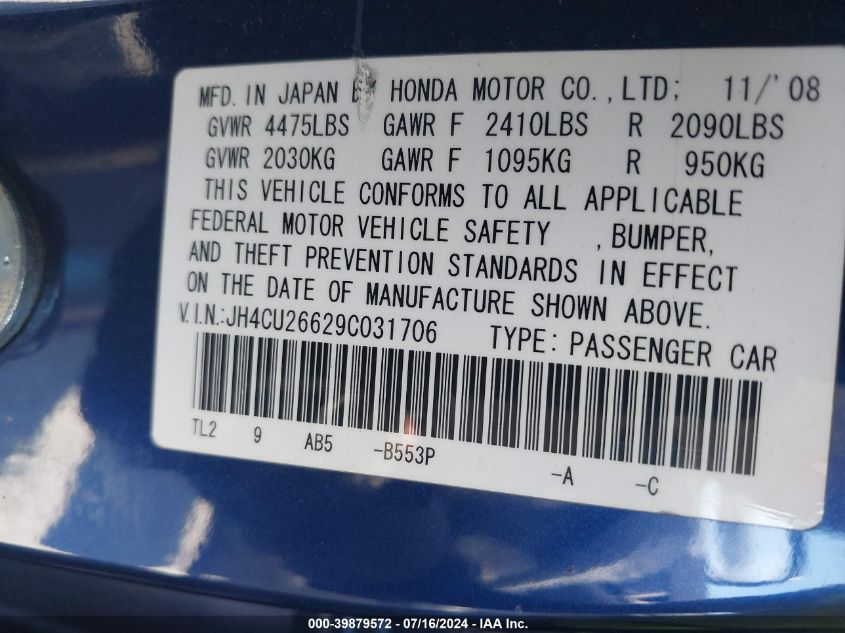 MFD. IN JAPAN BY HONDA MOTOR CO., LTD; 11/'08
GVWR 4475LBS GAWR F 2410LBS R 2090LBS
GVWR 2030KG GAWR F 1095KG R 950KG
THIS VEHICLE CONFORMS TO ALL APPLICABLE
FEDERAL MOTOR VEHICLE SAFETY , BUMPER,
AND THEFT PREVENTION STANDARDS IN EFFECT
ON THE DATE OF MANUFACTURE SHOWN ABOVE.
V.I.N.:JH4CU26629C031706 TYPE: PASSENGER CAR
TL2 9 AB5 -B553P -A -C
000-39879572 - 07/16/2024 - IAA Inc.